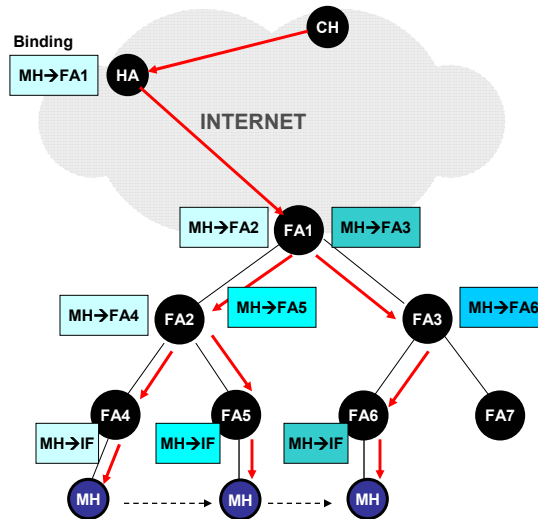 CH
Binding
MH→FA1
HA
INTERNET
MH→FA2
FA1
MH→FA3
MH→FA4
FA2
MH→FA5
FA3
MH→FA6
FA4
FA5
FA6
FA7
MH→IF
MH→IF
MH→IF
MH
MH
MH